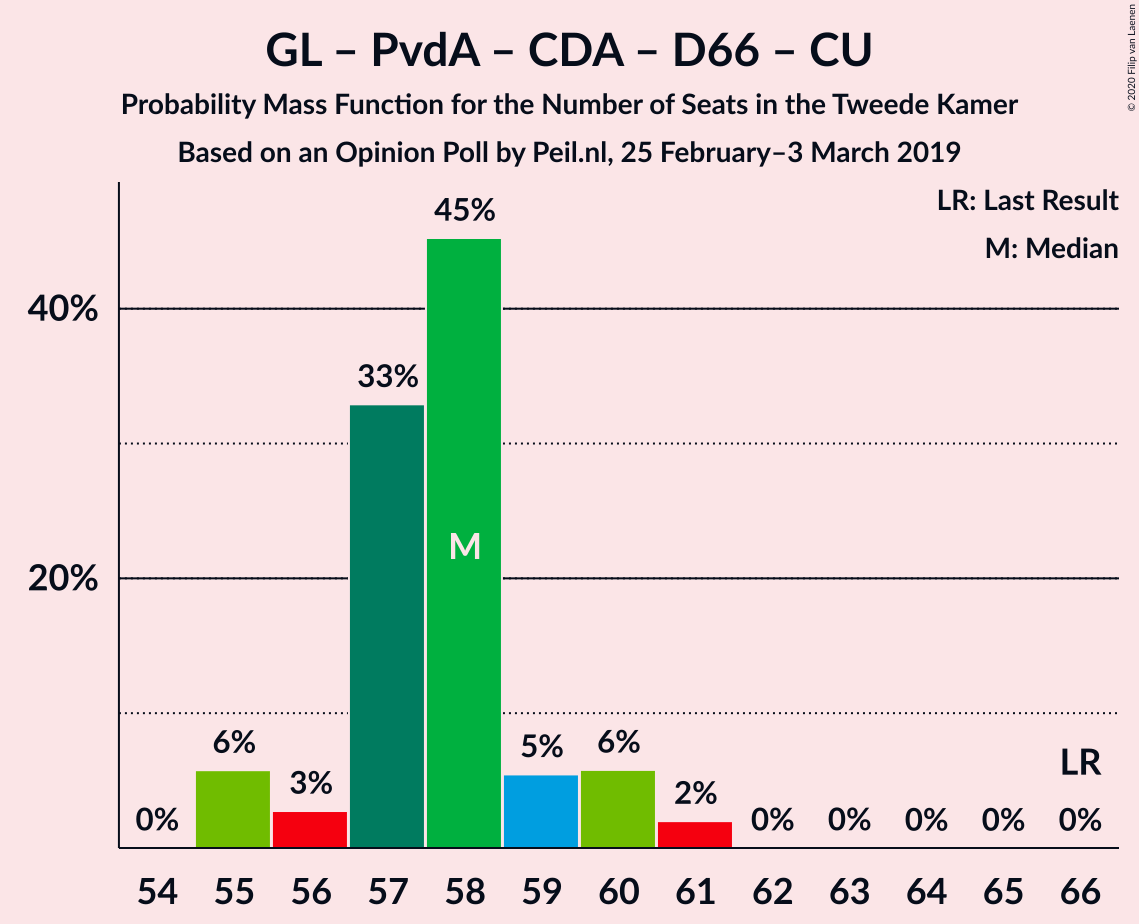 GL – PvdA – CDA – D66 – CU
Probability Mass Function for the Number of Seats in the Tweede Kamer
Based on an Opinion Poll by Peil.nl, 25 February–3 March 2019
© 2020 Filip van Laenen
LR: Last Result
M: Median
45%
40%
33%
M
20%
6%
3%
5%
6%
2%
LR
0%
0%
0%
0%
0%
0%
54 55 56 57 58 59 60 61 62 63 64 65 66